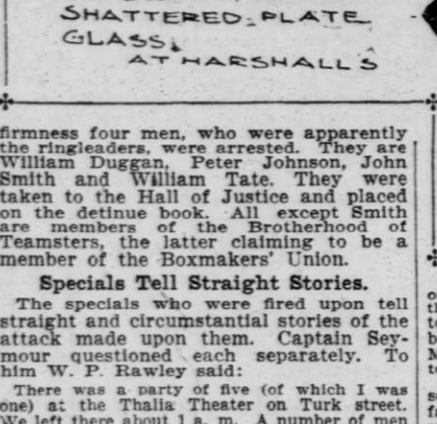 SHATTERED PLATE
GLASS,
AT MARSHALL'S
firmness four men, who were apparently
the ringleaders, were arrested. They are
William Duggan, Peter Johnson, John
Smith and William Tate. They were
taken to the Hall of Justice and placed
on the detinue book. All except Smith
are members of the Brotherhood of
Teamsters, the latter claiming to be a
member of the Boxmakers' Union.
Specials Tell Straight Stories.
The specials who were fired upon tell
straight and circumstantial stories of the
attack made upon them. Captain Sey-
mour questioned each separately. To
him W. P. Rawley said:
There was a party of five (of which I was
one) at the Thalia Theater on Turk street.
We left there about 1 a. m. A number of men